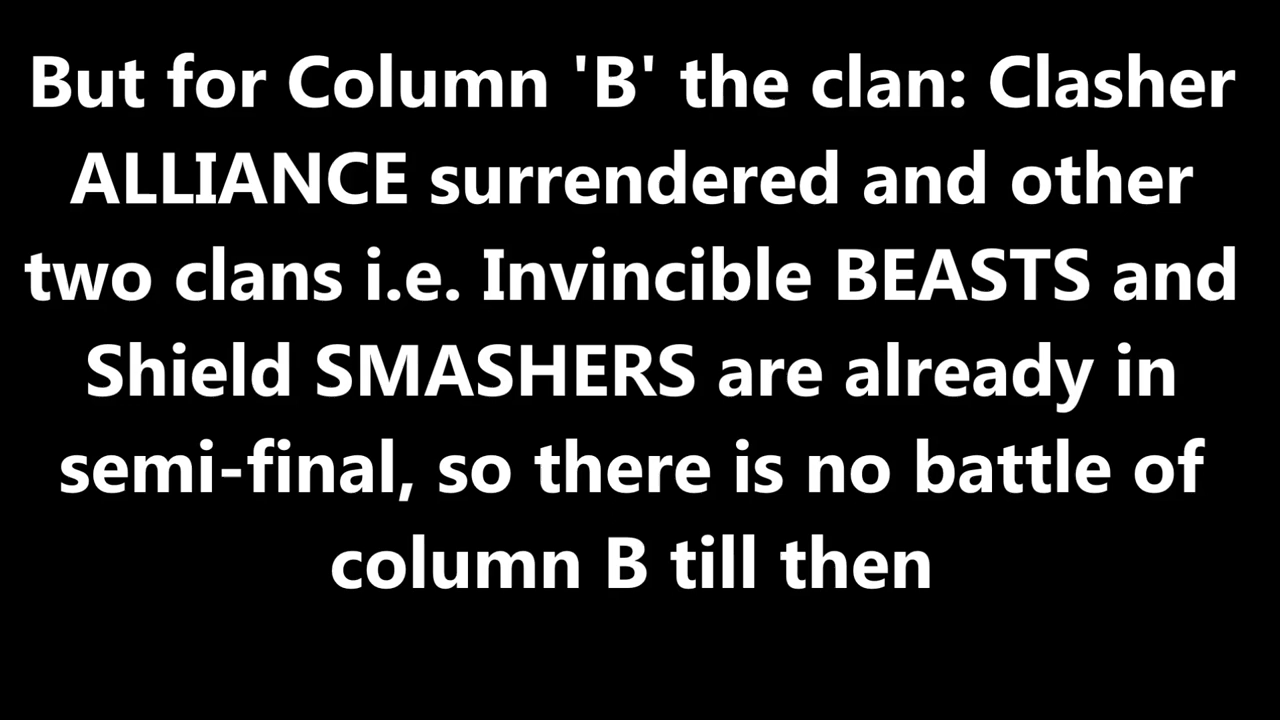 But for Column 'B' the clan: Clasher
ALLIANCE surrendered and other
two clans i.e. Invincible BEASTS and
Shield SMASHERS are already in
semi-final, so there is no battle of
column B till then